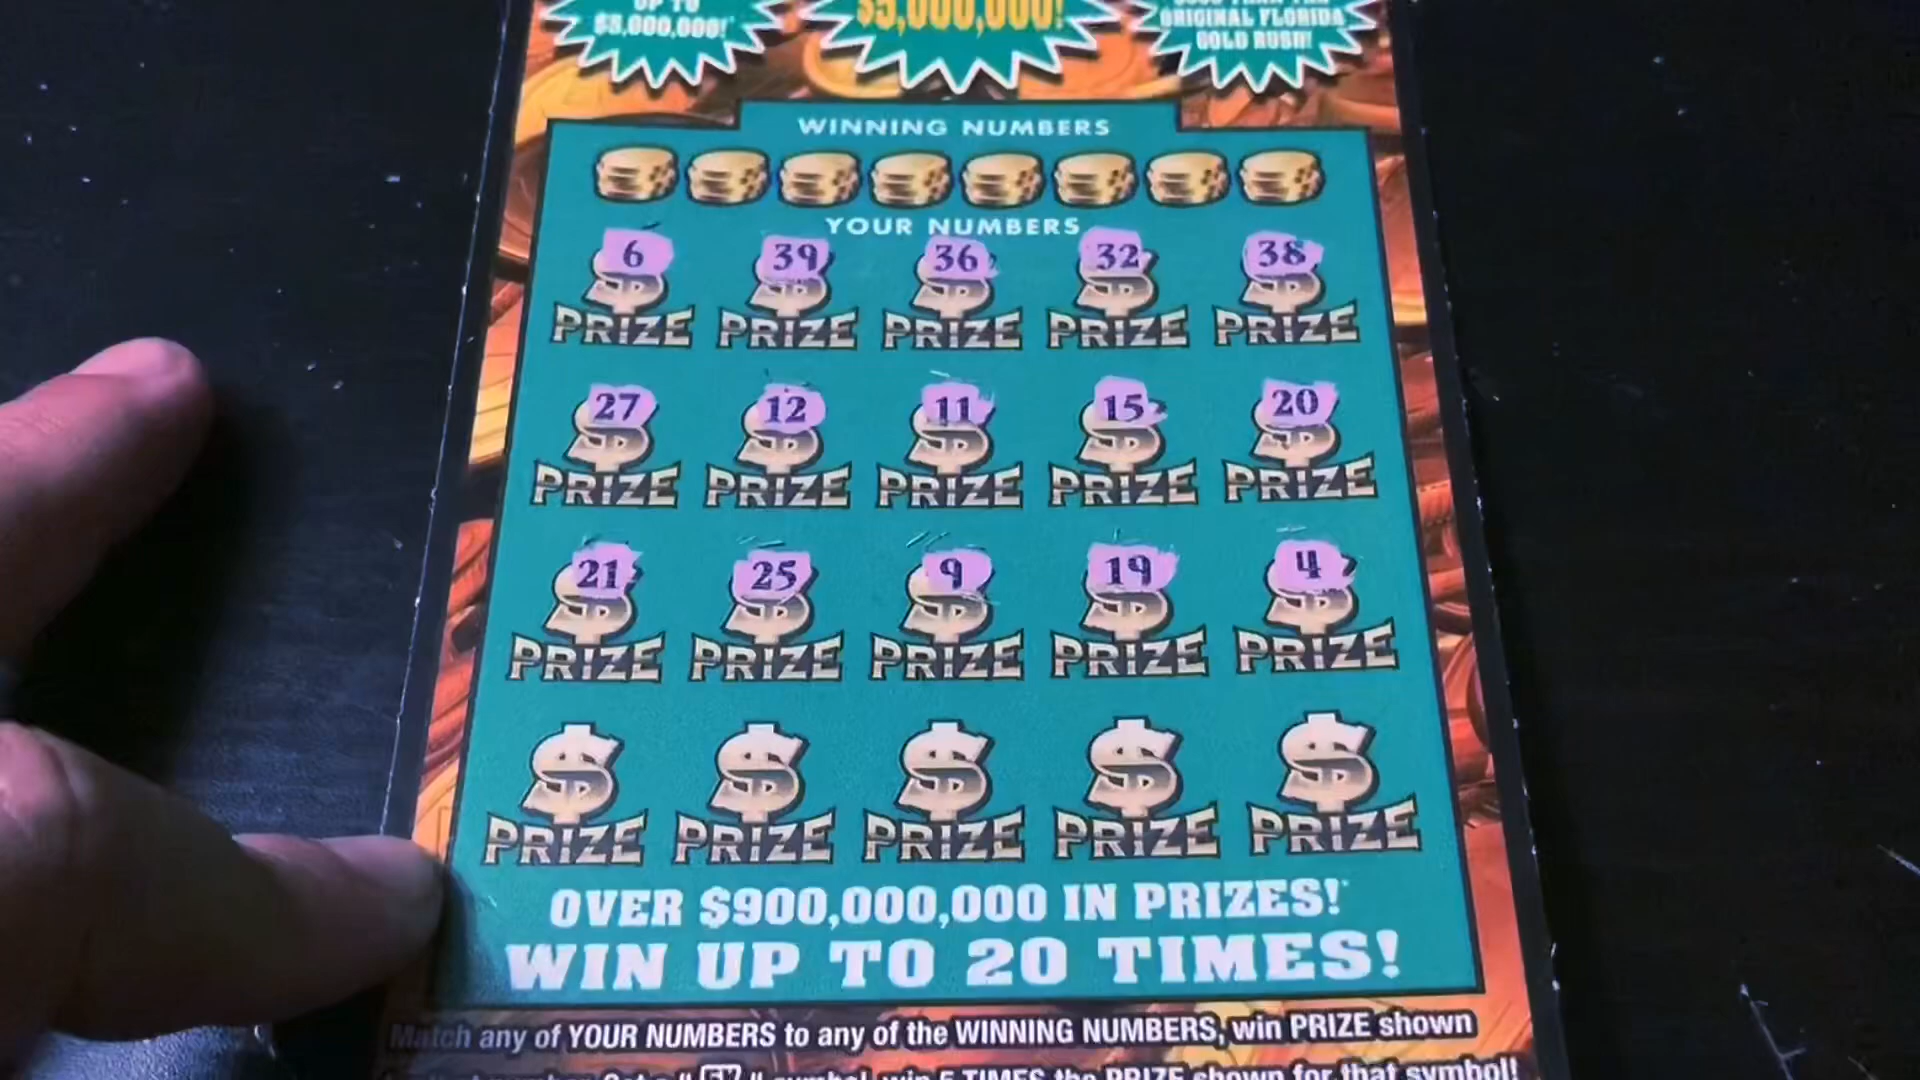 UP TO
$5,000,000!*
$5,000,000!
ORIGINAL FLORIDA
GOLD RUSH!
WINNING NUMBERS
YOUR NUMBERS
6 39 36 32 38
PRIZE PRIZE PRIZE PRIZE PRIZE
27 12 11 15 20
PRIZE PRIZE PRIZE PRIZE PRIZE
21 25 9 19 4
PRIZE PRIZE PRIZE PRIZE PRIZE
$ $ $ $ $
PRIZE PRIZE PRIZE PRIZE PRIZE
OVER $900,000,000 IN PRIZES!*
WIN UP TO 20 TIMES!
Match any of YOUR NUMBERS to any of the WINNING NUMBERS, win PRIZE shown
symbol, win 5 TIMES the PRIZE shown for that symbol!